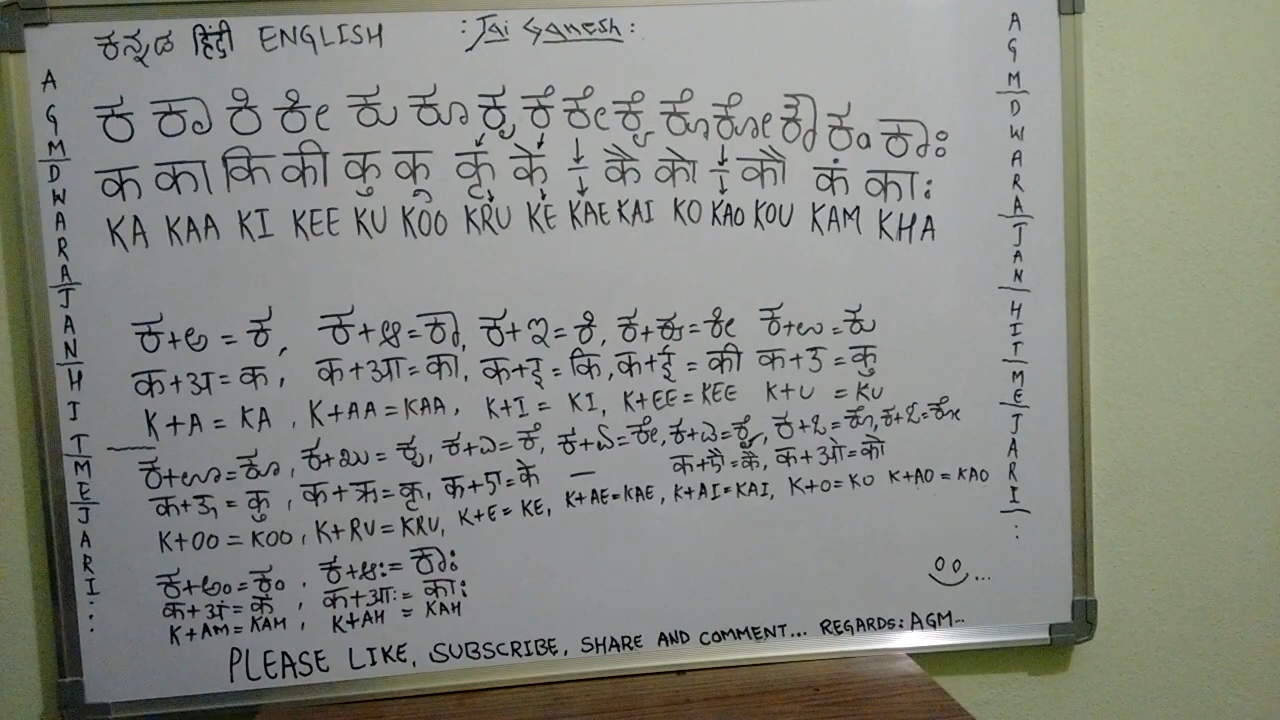 ಕನ್ನಡ हिंदी ENGLISH :Jai Ganesh:
A G M D W A R A J A N H I T M E J A R I : .
ಕ ಕಾ ಕಿ ಕೀ ಕು ಕೂ ಕೃ ಕೆ ಕೇ ಕೈ ಕೊ ಕೋ ಕೌ ಕಂ ಕಾಃ
क का कि की कु कू कृ के - कै को - कौ कं काः
KA KAA KI KEE KU KOO KRU KE KAE KAI KO KAO KOU KAM KHA
ಕ+ಅ = ಕ, ಕ+ಆ = ಕಾ, ಕ+ಇ = ಕಿ, ಕ+ಈ = ಕೀ ಕ+ಉ = ಕು
क+अ = क, क+आ = का, क+इ = कि, क+ई = की क+उ = कु
K+A = KA, K+AA = KAA, K+I = KI, K+EE = KEE K+U = KU
ಕ+ಊ = ಕೂ, ಕ+ಋ = ಕೃ, ಕ+ಎ = ಕೆ, ಕ+ಏ = ಕೇ, ಕ+ಐ = ಕೈ, ಕ+ಒ = ಕೊ, ಕ+ಓ = ಕೋ
क+ऊ = कू, क+ऋ = कृ, क+ए = के — क+ऐ = कै, क+ओ = को
K+OO = KOO, K+RU = KRU, K+E = KE, K+AE = KAE, K+AI = KAI, K+O = KO K+AO = KAO
ಕ+ಅಂ = ಕಂ, ಕ+ಆಃ = ಕಾಃ
क+अं = कं, क+आः = काः
K+AM = KAM, K+AH = KAH
PLEASE LIKE, SUBSCRIBE, SHARE AND COMMENT... REGARDS: AGM...
A G M D W A R A J A N H I T M E J A R I :